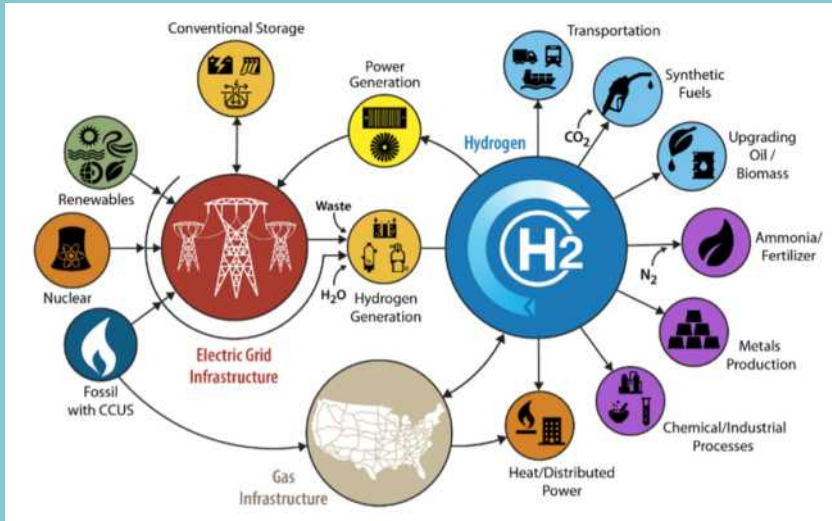 Conventional Storage
Transportation
Power
Generation
Synthetic
Fuels
CO2
Hydrogen
Upgrading
Oil /
Biomass
Renewables
Waste
H2
Ammonia/
Fertilizer
N2
Nuclear
H2O
Hydrogen
Generation
Electric Grid
Infrastructure
Metals
Production
Fossil
with CCUS
Chemical/Industrial
Processes
Gas
Infrastructure
Heat/Distributed
Power